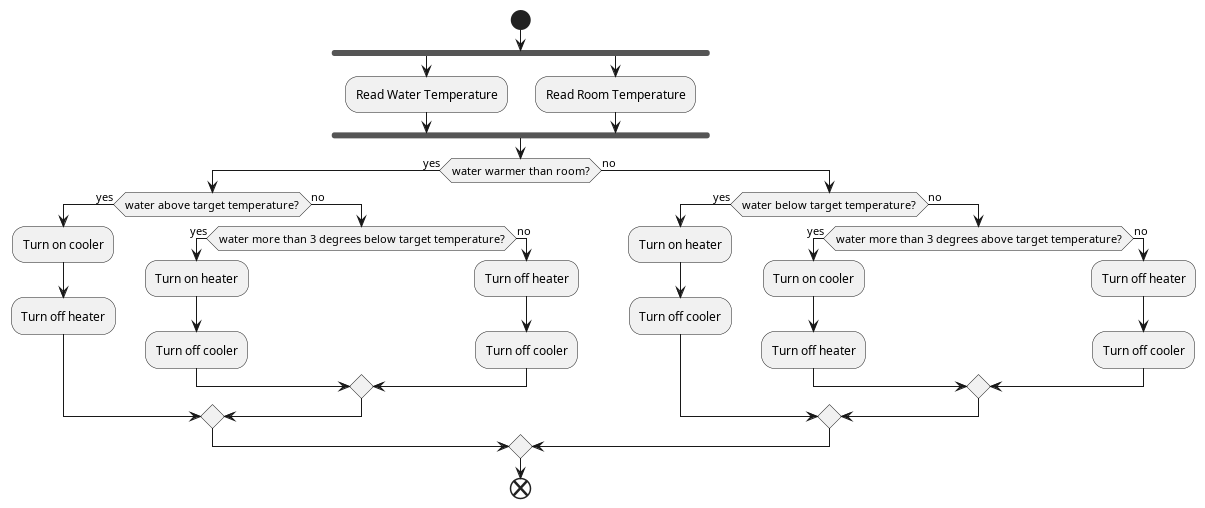 Read Water Temperature
Read Room Temperature
yes
water warmer than room?
no
yes
water above target temperature?
no
yes
water below target temperature?
no
Turn on cooler
yes
water more than 3 degrees below target temperature?
no
Turn on heater
yes
water more than 3 degrees above target temperature?
no
Turn on heater
Turn off heater
Turn on cooler
Turn off heater
Turn off heater
Turn off cooler
Turn off cooler
Turn off cooler
Turn off heater
Turn off cooler